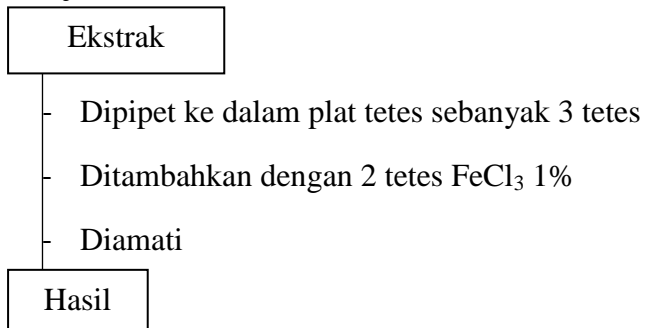 Ekstrak
- Dipipet ke dalam plat tetes sebanyak 3 tetes
- Ditambahkan dengan 2 tetes FeCl₃ 1%
- Diamati
Hasil